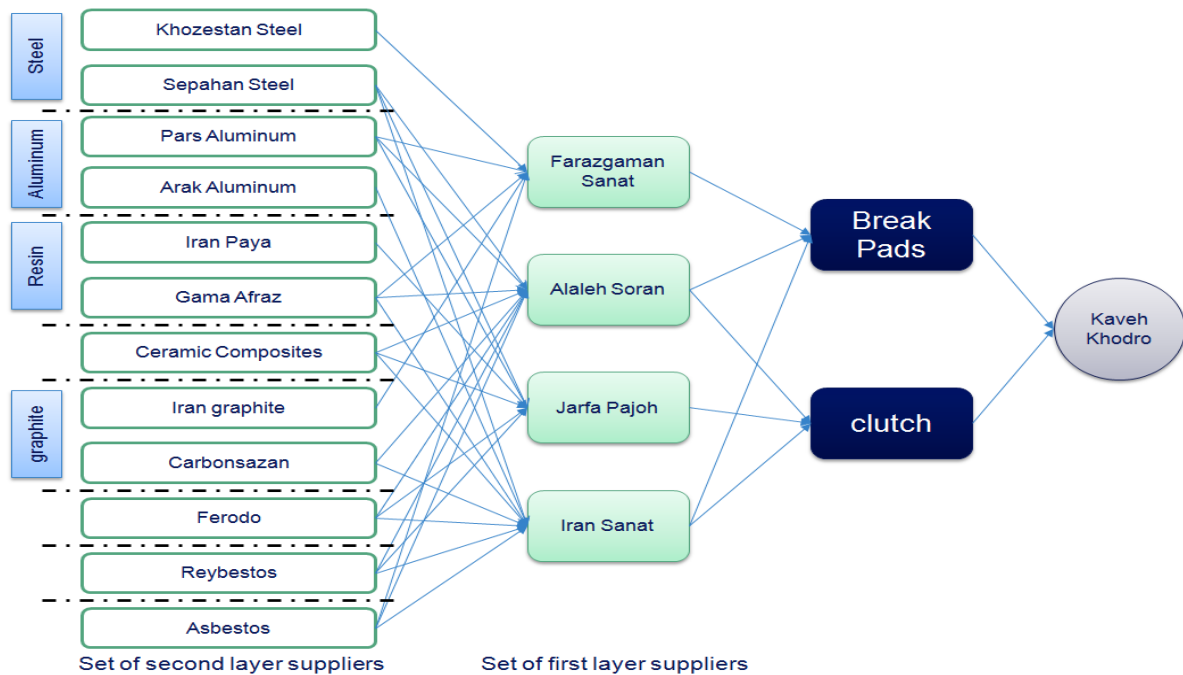 Steel
Khozestan Steel
Sepahan Steel
Aluminum
Pars Aluminum
Arak Aluminum
Resin
Iran Paya
Gama Afraz
Ceramic Composites
graphite
Iran graphite
Carbonsazan
Ferodo
Reybestos
Asbestos
Set of second layer suppliers
Farazgaman
Sanat
Alaleh Soran
Jarfa Pajoh
Iran Sanat
Set of first layer suppliers
Break
Pads
clutch
Kaveh
Khodro